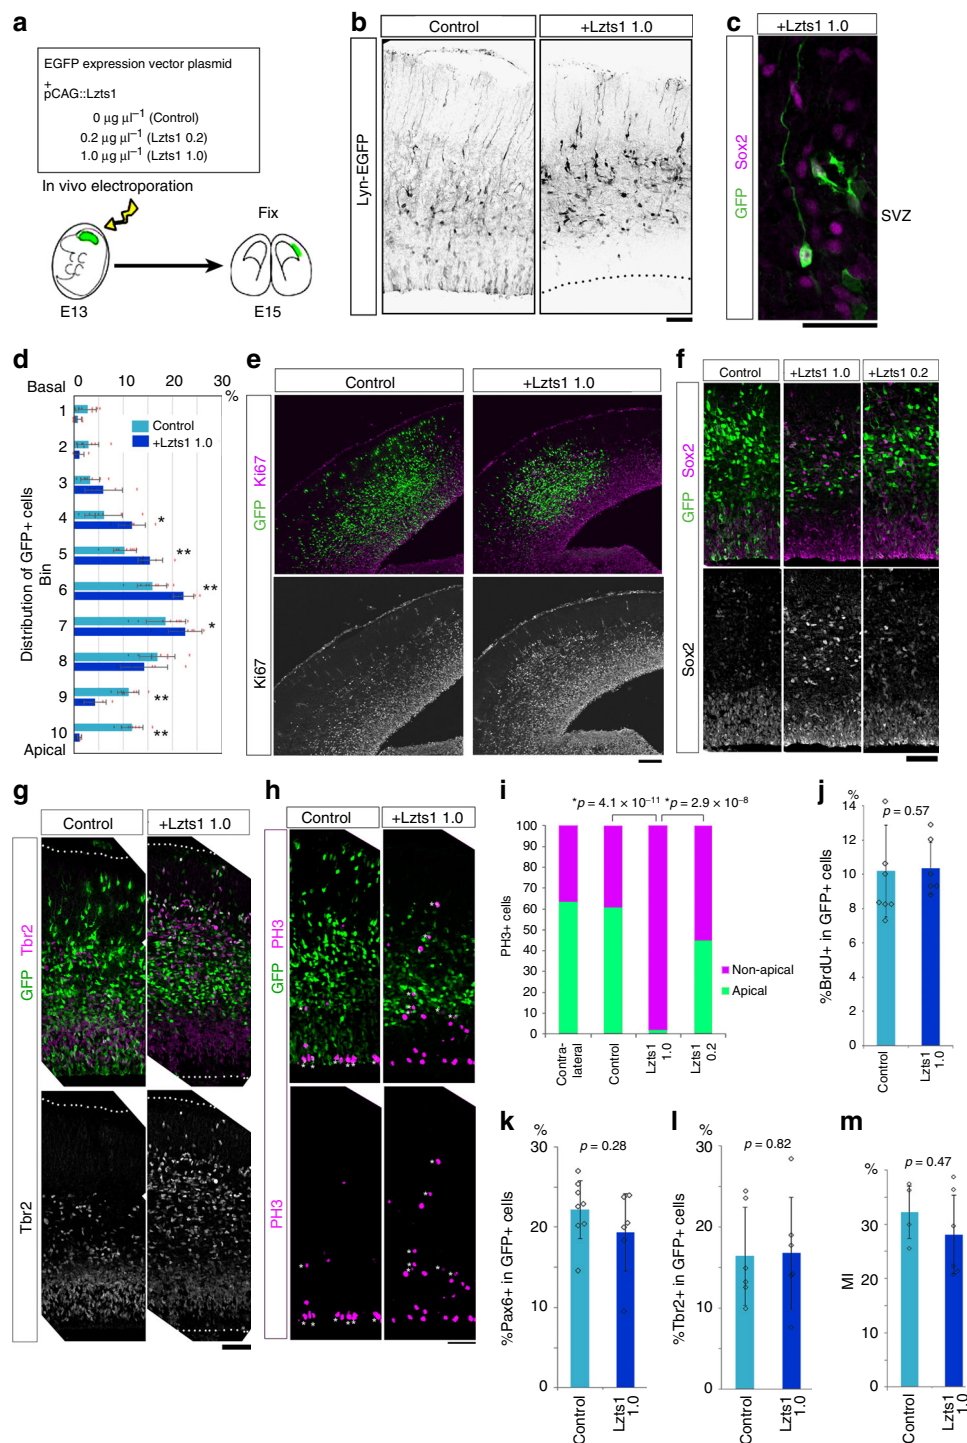 a
EGFP expression vector plasmid
+
pCAG::Lzts1
0 µg µl⁻¹ (Control)
0.2 µg µl⁻¹ (Lzts1 0.2)
1.0 µg µl⁻¹ (Lzts1 1.0)
In vivo electroporation
Fix
E13
E15
b
Control
+Lzts1 1.0
Lyn-EGFP
c
+Lzts1 1.0
GFP Sox2
SVZ
d
0 10 20 30
%
Basal
1
2
3
4
5
6
7
8
9
10
Apical
Distribution of GFP+ cells
Bin
Control
+Lzts1 1.0
*
**
**
*
**
**
e
Control
+Lzts1 1.0
GFP Ki67
Ki67
f
Control
+Lzts1 1.0
+Lzts1 0.2
GFP Sox2
Sox2
g
Control
+Lzts1 1.0
GFP Tbr2
Tbr2
h
Control
+Lzts1 1.0
GFP PH3
PH3
i
*p = 4.1 × 10⁻¹¹
*p = 2.9 × 10⁻⁸
100
90
80
70
60
50
40
30
20
10
0
PH3+ cells
Non-apical
Apical
Contra-
lateral
Control
Lzts1
1.0
Lzts1
0.2
j
%
p = 0.57
14
12
10
8
6
4
2
0
%BrdU+ in GFP+ cells
Control
Lzts1
1.0
k
%
p = 0.28
30
20
10
0
%Pax6+ in GFP+ cells
Control
Lzts1
1.0
l
%
p = 0.82
30
20
10
0
%Tbr2+ in GFP+ cells
Control
Lzts1
1.0
m
%
p = 0.47
30
20
10
0
MI
Control
Lzts1
1.0